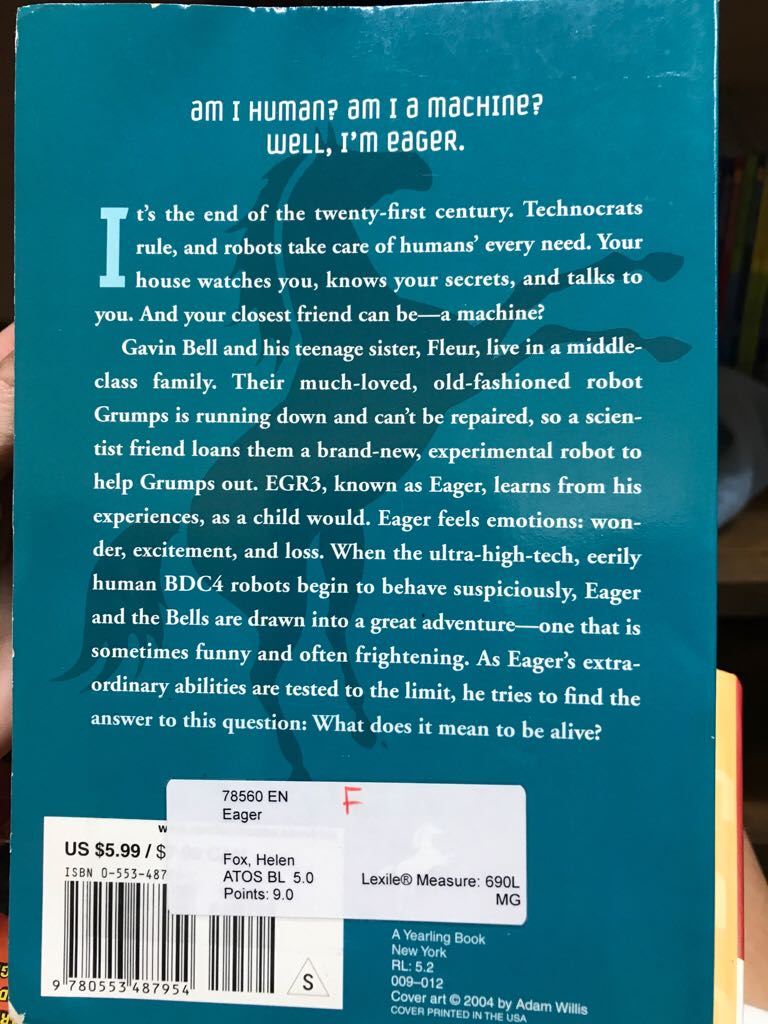 am I Human? am I a machine?
Well, I'm eager.
It's the end of the twenty-first century. Technocrats
rule, and robots take care of humans' every need. Your
house watches you, knows your secrets, and talks to
you. And your closest friend can be—a machine?
Gavin Bell and his teenage sister, Fleur, live in a middle-
class family. Their much-loved, old-fashioned robot
Grumps is running down and can't be repaired, so a scien-
tist friend loans them a brand-new, experimental robot to
help Grumps out. EGR3, known as Eager, learns from his
experiences, as a child would. Eager feels emotions: won-
der, excitement, and loss. When the ultra-high-tech, eerily
human BDC4 robots begin to behave suspiciously, Eager
and the Bells are drawn into a great adventure—one that is
sometimes funny and often frightening. As Eager's extra-
ordinary abilities are tested to the limit, he tries to find the
answer to this question: What does it mean to be alive?
78560 EN
Eager
F
Fox, Helen
ATOS BL 5.0
Points: 9.0
Lexile® Measure: 690L
MG
US $5.99 / $
ISBN 0-553-487
9 780553 487954
S
A Yearling Book
New York
RL: 5.2
009–012
Cover art © 2004 by Adam Willis
COVER PRINTED IN THE USA